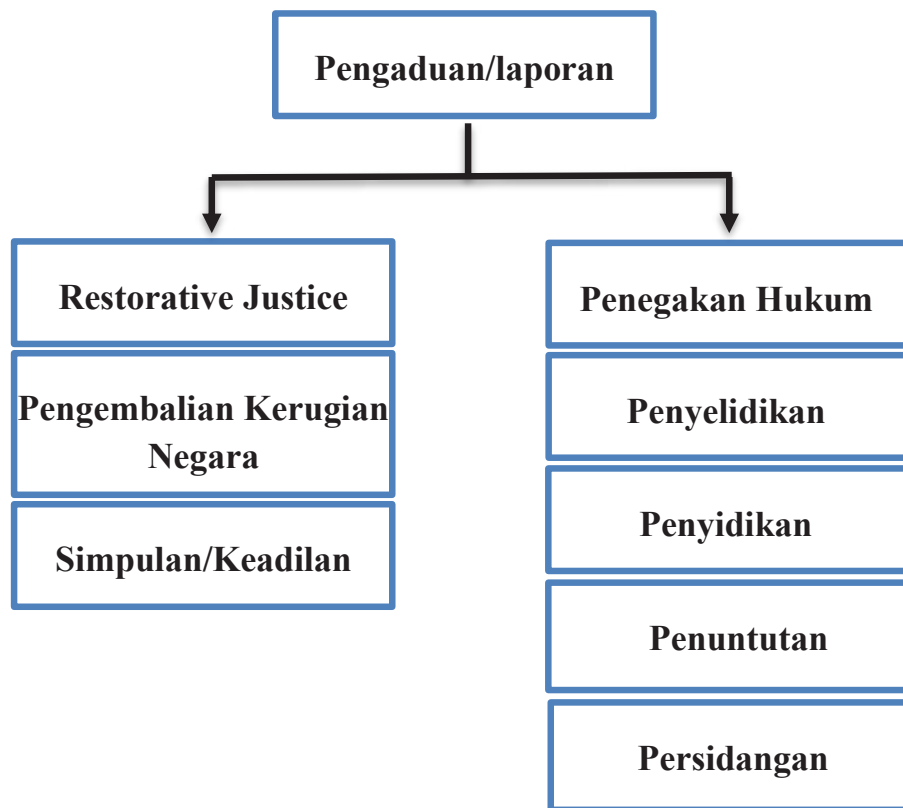 Pengaduan/laporan
Restorative Justice
Pengembalian Kerugian
Negara
Simpulan/Keadilan
Penegakan Hukum
Penyelidikan
Penyidikan
Penuntutan
Persidangan